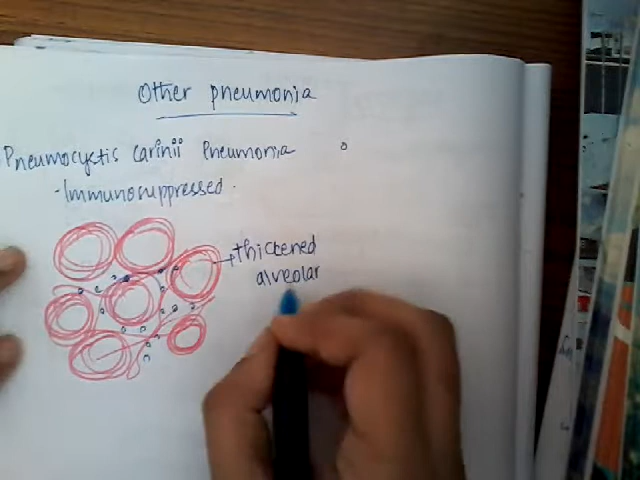 Other pneumonia
Pneumocystis Carinii Pneumonia
- Immunosuppressed.
thickened
alveolar